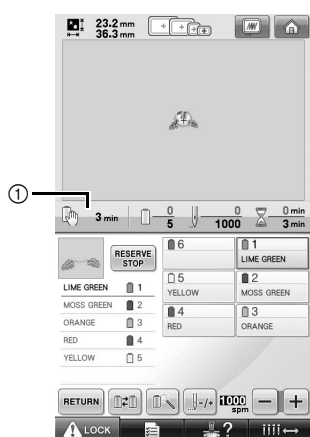 23.2 mm
36.3 mm
①
3 min
0
5
0
1000
0 min
3 min
RESERVE
STOP
LIME GREEN 1
MOSS GREEN 2
ORANGE 3
RED 4
YELLOW 5
6
1
LIME GREEN
5
YELLOW
2
MOSS GREEN
4
RED
3
ORANGE
RETURN
-/+
1000
spm
− +
LOCK
?